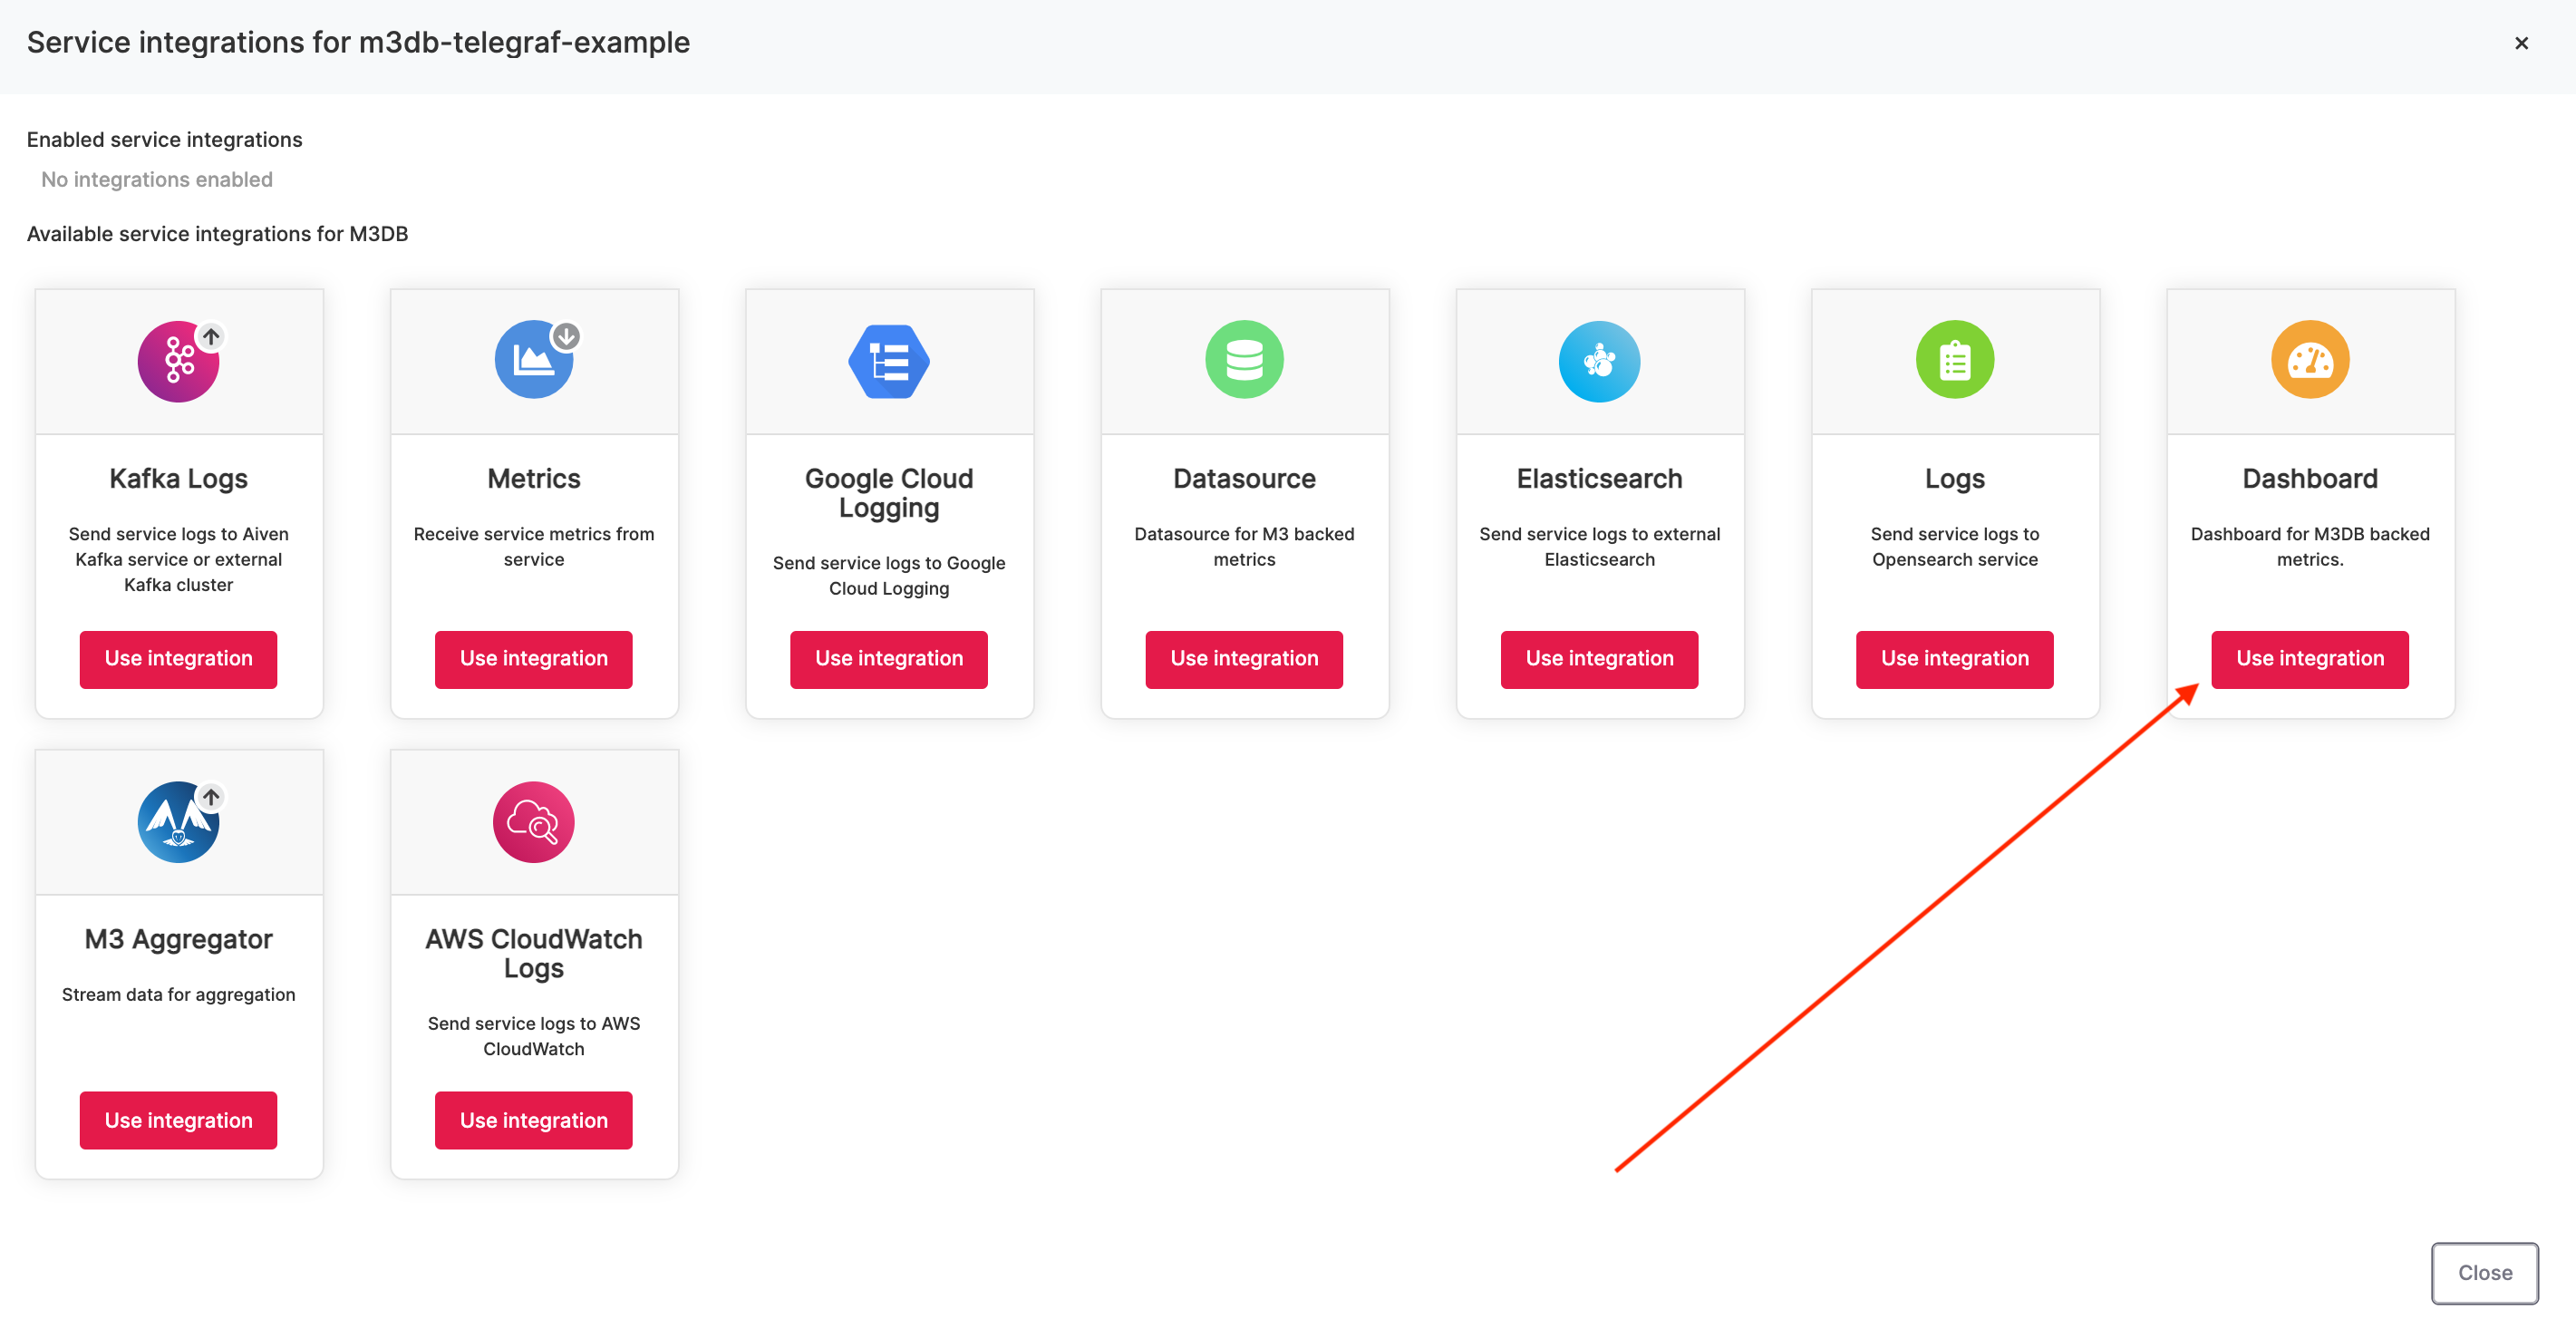 Service integrations for m3db-telegraf-example
×
Enabled service integrations
No integrations enabled
Available service integrations for M3DB
Kafka Logs
Send service logs to Aiven
Kafka service or external
Kafka cluster
Use integration
Metrics
Receive service metrics from
service
Use integration
Google Cloud
Logging
Send service logs to Google
Cloud Logging
Use integration
Datasource
Datasource for M3 backed
metrics
Use integration
Elasticsearch
Send service logs to external
Elasticsearch
Use integration
Logs
Send service logs to
Opensearch service
Use integration
Dashboard
Dashboard for M3DB backed
metrics.
Use integration
M3 Aggregator
Stream data for aggregation
Use integration
AWS CloudWatch
Logs
Send service logs to AWS
CloudWatch
Use integration
Close